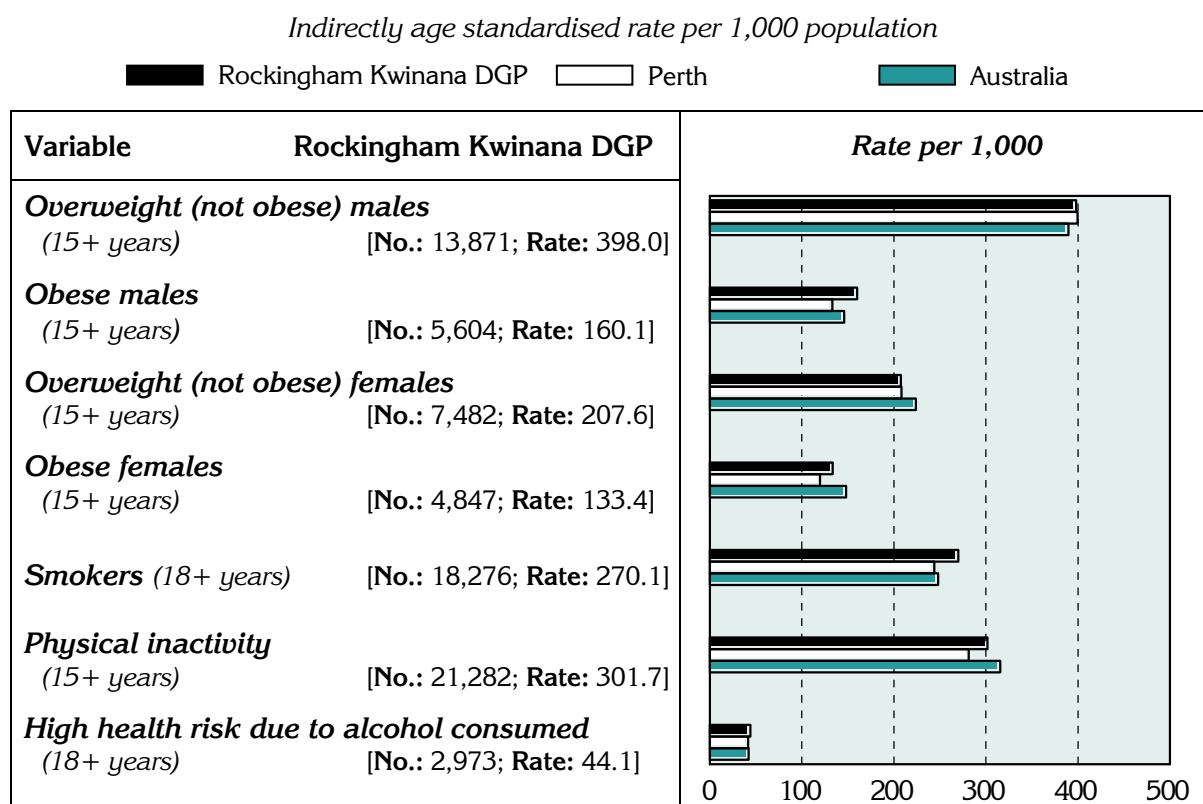 Indirectly age standardised rate per 1,000 population
Rockingham Kwinana DGP Perth Australia
Variable Rockingham Kwinana DGP Rate per 1,000
Overweight (not obese) males
(15+ years) [No.: 13,871; Rate: 398.0]
Obese males
(15+ years) [No.: 5,604; Rate: 160.1]
Overweight (not obese) females
(15+ years) [No.: 7,482; Rate: 207.6]
Obese females
(15+ years) [No.: 4,847; Rate: 133.4]
Smokers (18+ years) [No.: 18,276; Rate: 270.1]
Physical inactivity
(15+ years) [No.: 21,282; Rate: 301.7]
High health risk due to alcohol consumed
(18+ years) [No.: 2,973; Rate: 44.1]
0 100 200 300 400 500